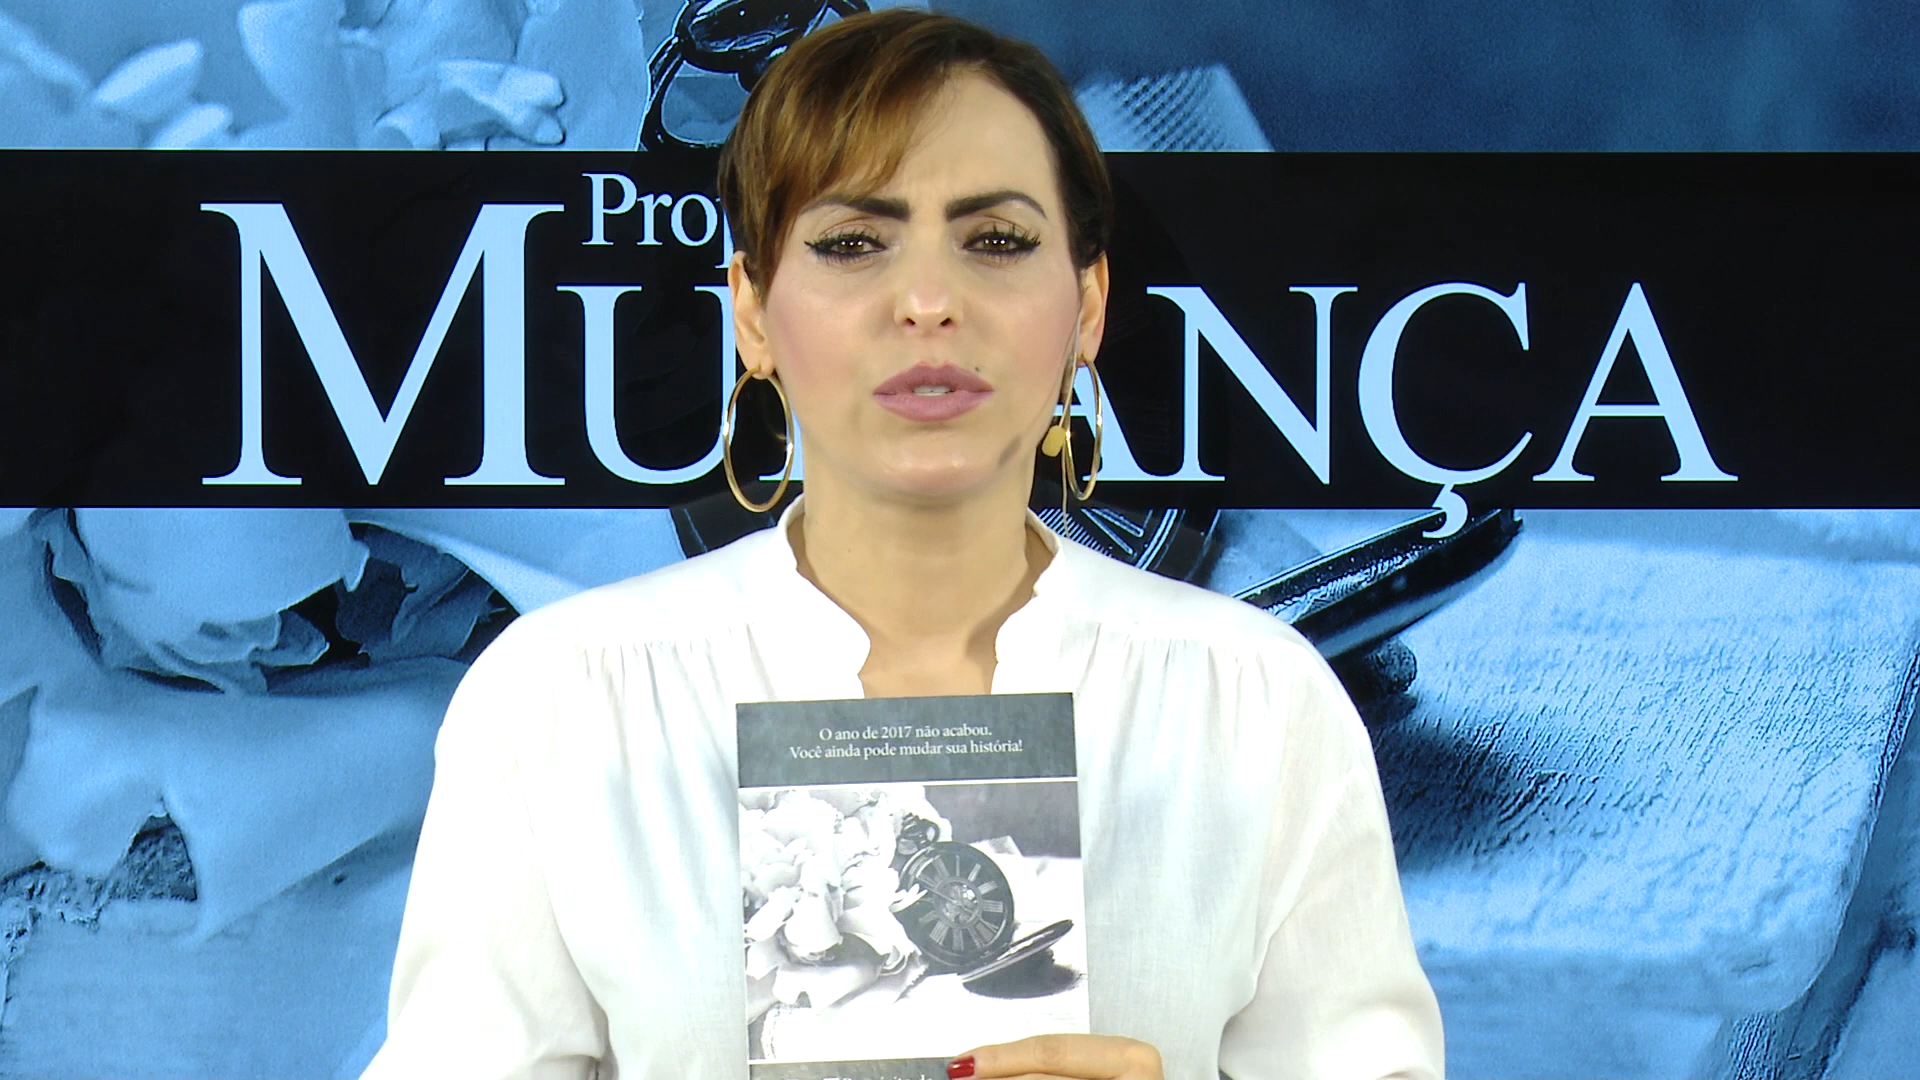 Prop
MU ANÇA
O ano de 2017 não acabou.
Você ainda pode mudar sua história!